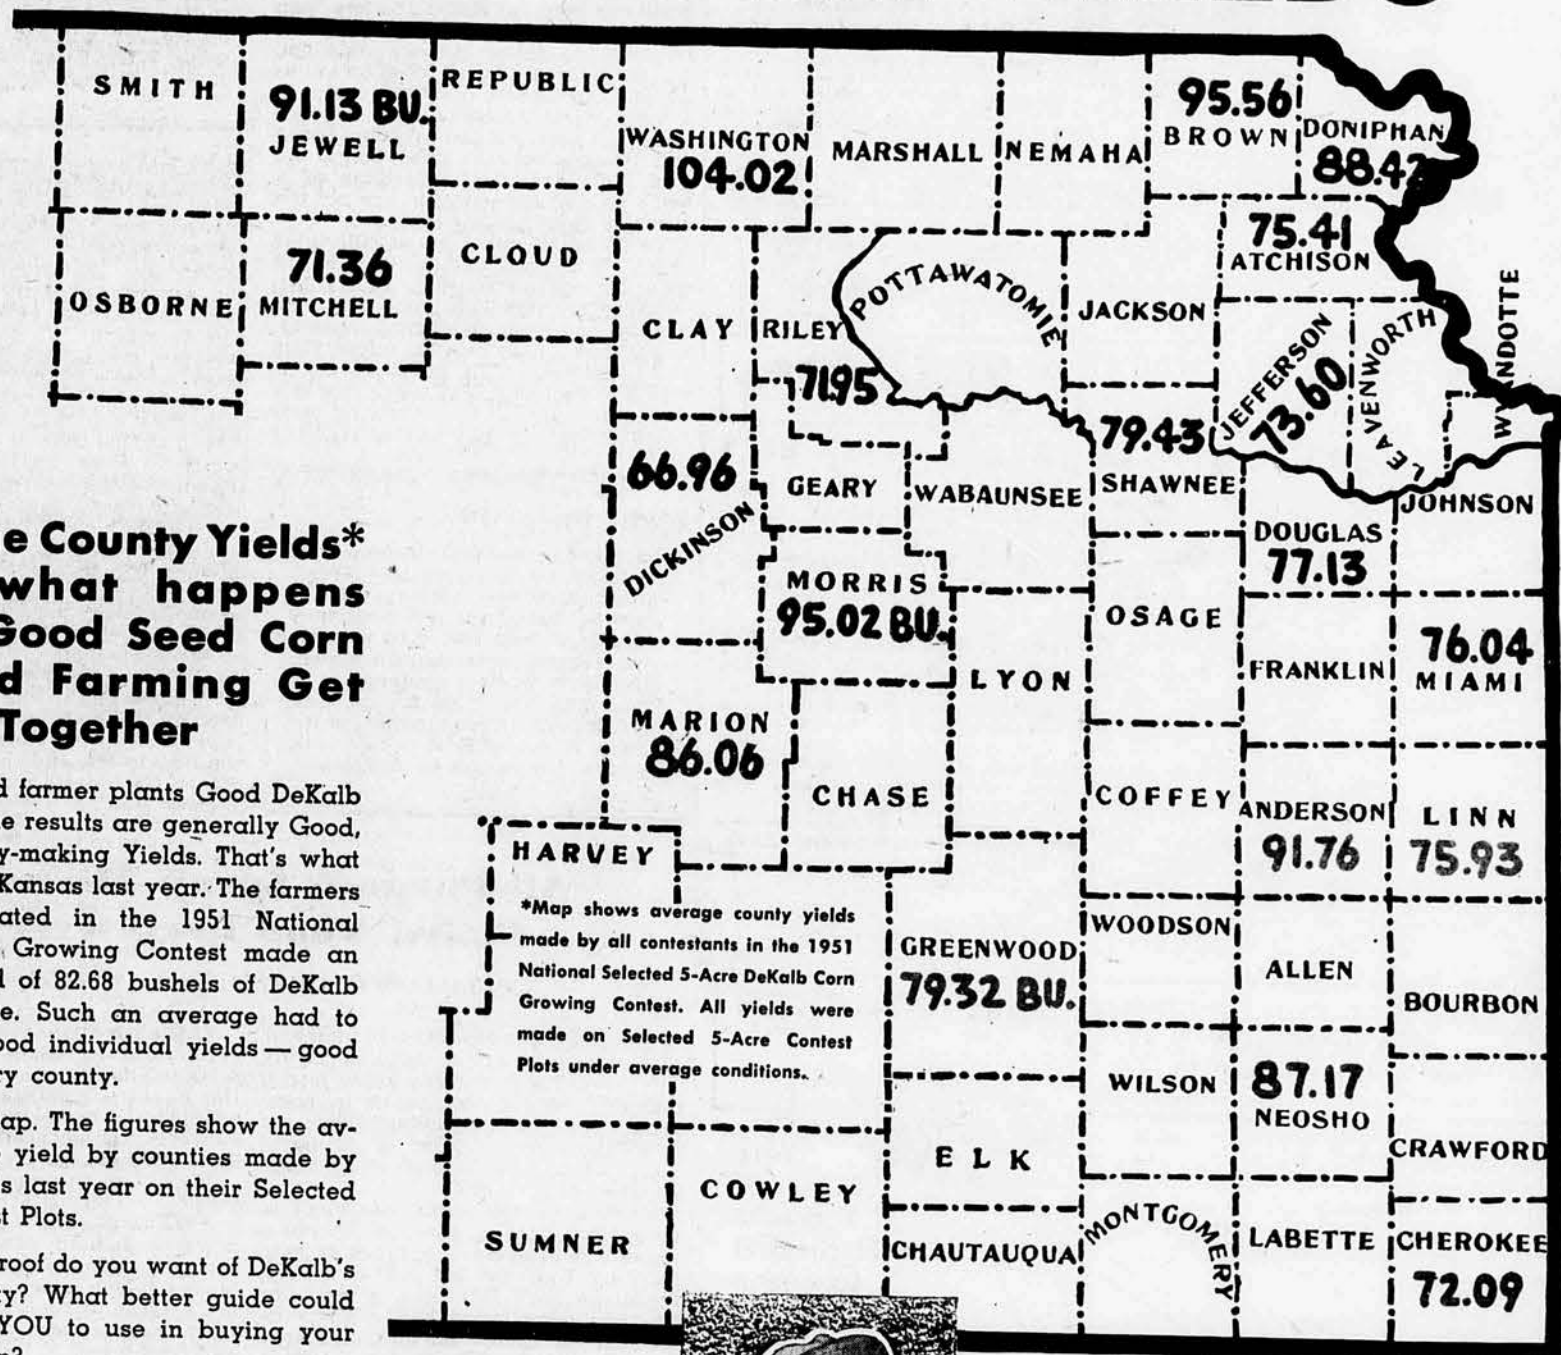 SMITH
91.13 BU.
JEWELL
REPUBLIC
WASHINGTON
104.02
MARSHALL
NEMAHA
95.56
BROWN
DONIPHAN
88.42
OSBORNE
71.36
MITCHELL
CLOUD
CLAY
RILEY
71.95
POTTAWATOMIE
JACKSON
75.41
ATCHISON
JEFFERSON
73.60
LEAVENWORTH
WYANDOTTE
66.96
DICKINSON
GEARY
WABAUNSEE
79.43
SHAWNEE
DOUGLAS
77.13
JOHNSON
MORRIS
95.02 BU.
LYON
OSAGE
FRANKLIN
76.04
MIAMI
MARION
86.06
CHASE
COFFEY
ANDERSON
91.76
LINN
75.93
HARVEY
GREENWOOD
79.32 BU.
WOODSON
ALLEN
BOURBON
WILSON
87.17
NEOSHO
CRAWFORD
ELK
SUMNER
COWLEY
CHAUTAUQUA
MONTGOMERY
LABETTE
CHEROKEE
72.09
*Map shows average county yields
made by all contestants in the 1951
National Selected 5-Acre DeKalb Corn
Growing Contest. All yields were
made on Selected 5-Acre Contest
Plots under average conditions.
e County Yields*
what happens
Good Seed Corn
d Farming Get
Together
d farmer plants Good DeKalb
e results are generally Good,
y-making Yields. That's what
Kansas last year. The farmers
ated in the 1951 National
Growing Contest made an
l of 82.68 bushels of DeKalb
e. Such an average had to
ood individual yields — good
ry county.
ap. The figures show the av-
yield by counties made by
s last year on their Selected
t Plots.
roof do you want of DeKalb's
ty? What better guide could
YOU to use in buying your